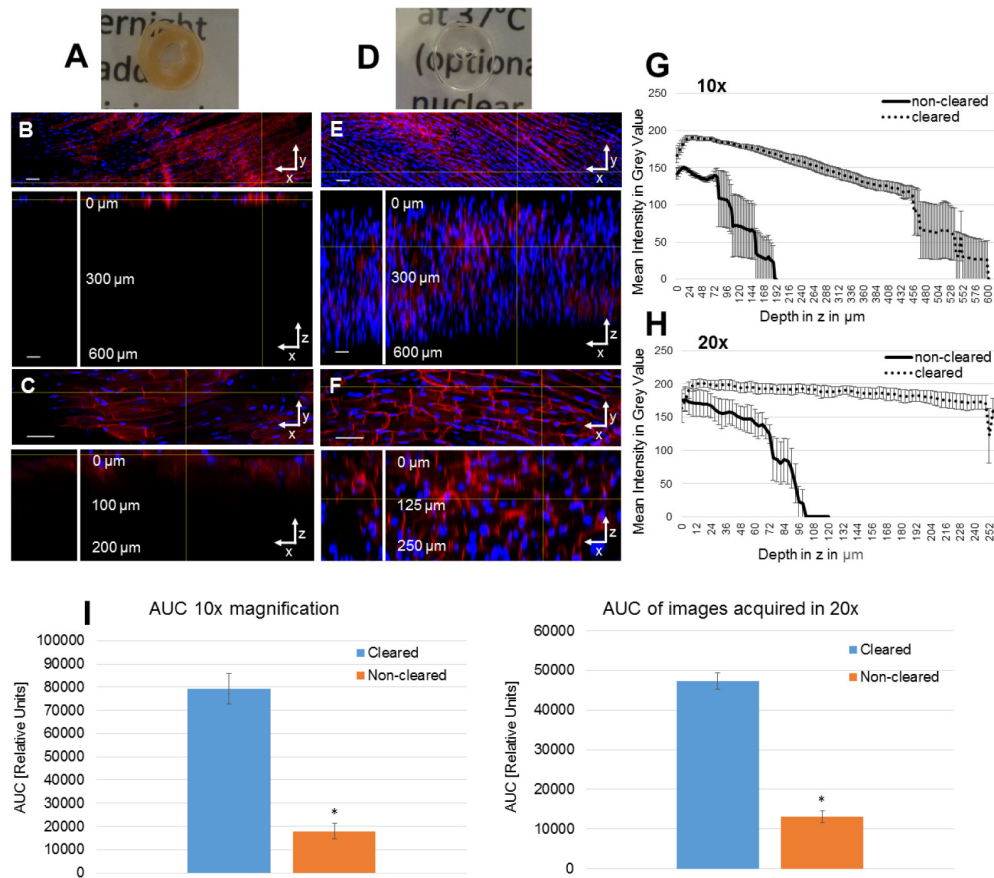 A
ernight
add
D
at 37°C
(optiona
nuclear
B
y
x
0 µm
300 µm
600 µm
z
x
E
y
x
0 µm
300 µm
600 µm
z
x
C
y
x
0 µm
100 µm
200 µm
z
x
F
y
x
0 µm
125 µm
250 µm
z
x
G
10x
non-cleared
cleared
Mean Intensity in Grey Value
250
200
150
100
50
0
0 24 48 72 96 120 144 168 192 216 240 264 288 312 336 360 384 408 432 456 480 504 528 552 576 600
Depth in z in µm
H
20x
non-cleared
cleared
Mean Intensity in Grey Value
250
200
150
100
50
0
0 12 24 36 48 60 72 84 96 108 120 132 144 156 168 180 192 204 216 228 240 252
Depth in z in µm
I
AUC 10x magnification
Cleared
Non-cleared
AUC [Relative Units]
100000
90000
80000
70000
60000
50000
40000
30000
20000
10000
0
*
AUC of images acquired in 20x
Cleared
Non-cleared
AUC [Relative Units]
60000
50000
40000
30000
20000
10000
0
*